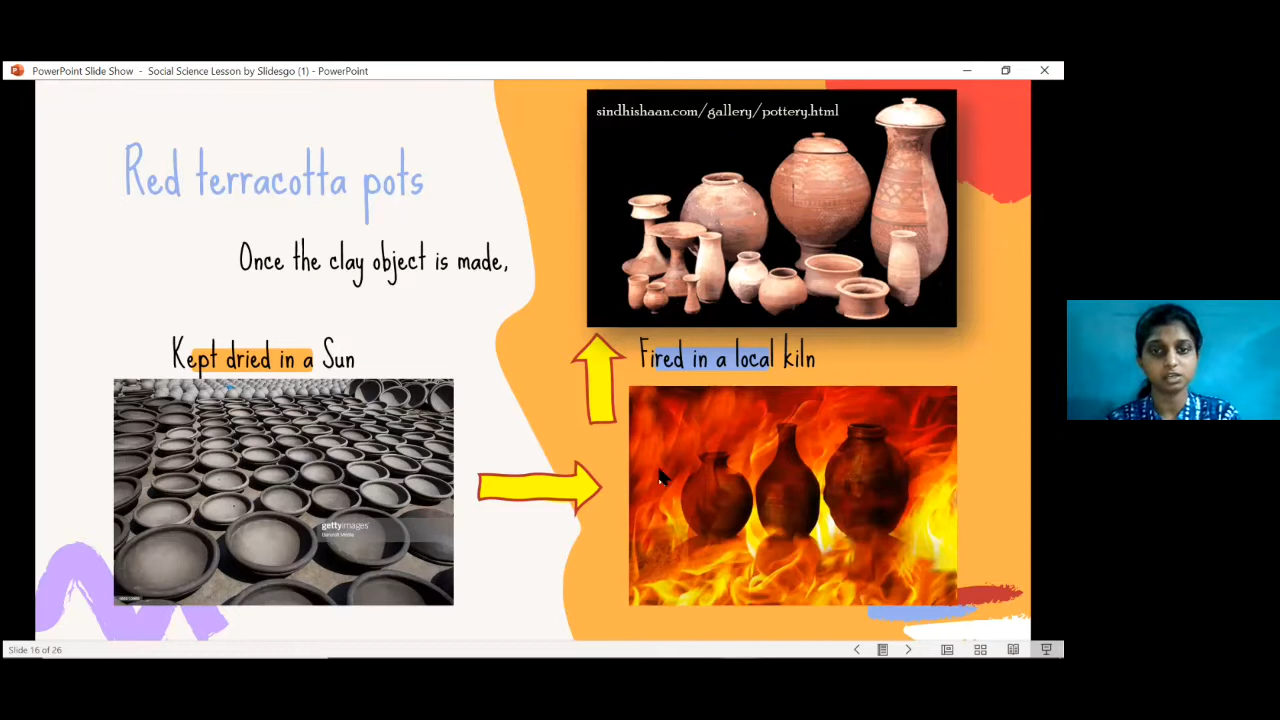 PowerPoint Slide Show - Social Science Lesson by Slidesgo (1) - PowerPoint
sindhishaan.com/gallery/pottery.html
Red terracotta pots
Once the clay object is made,
Kept dried in a Sun
Fired in a local kiln
gettyimages
Slide 16 of 26